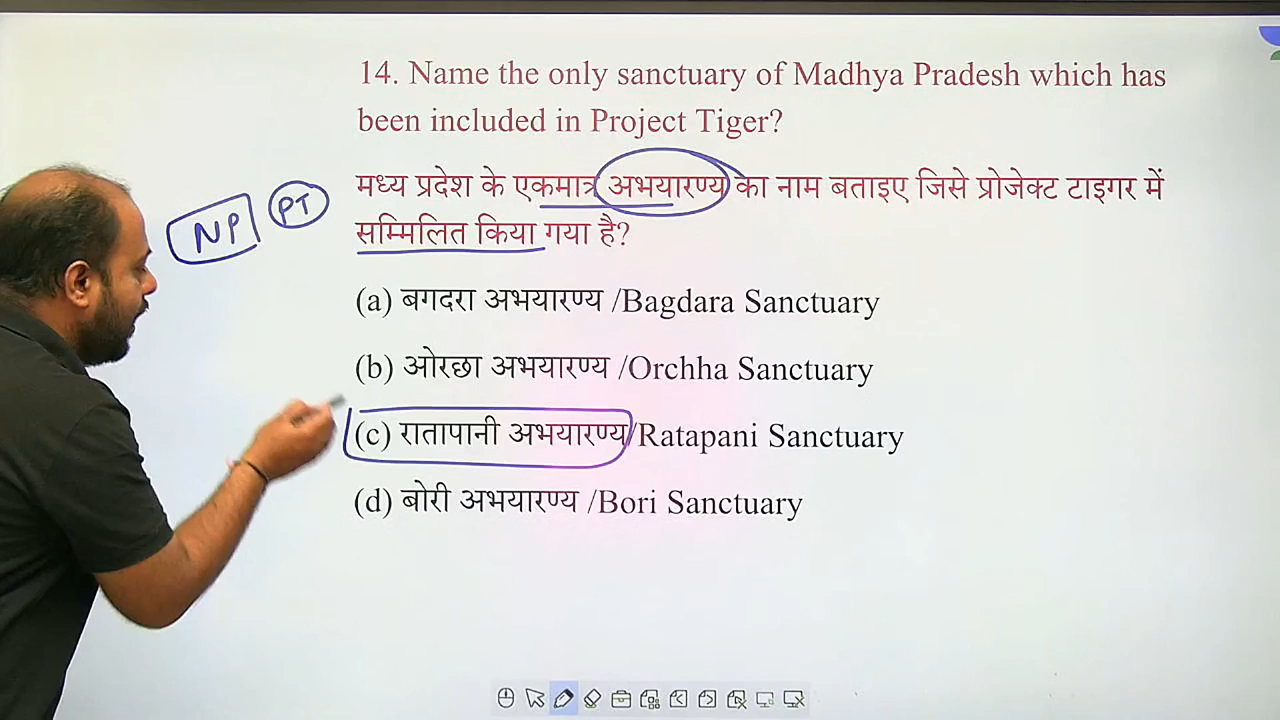 14. Name the only sanctuary of Madhya Pradesh which has
been included in Project Tiger?
मध्य प्रदेश के एकमात्र अभयारण्य का नाम बताइए जिसे प्रोजेक्ट टाइगर में
सम्मिलित किया गया है?
NP PT
(a) बगदरा अभयारण्य /Bagdara Sanctuary
(b) ओरछा अभयारण्य /Orchha Sanctuary
(c) रातापानी अभयारण्य/Ratapani Sanctuary
(d) बोरी अभयारण्य /Bori Sanctuary